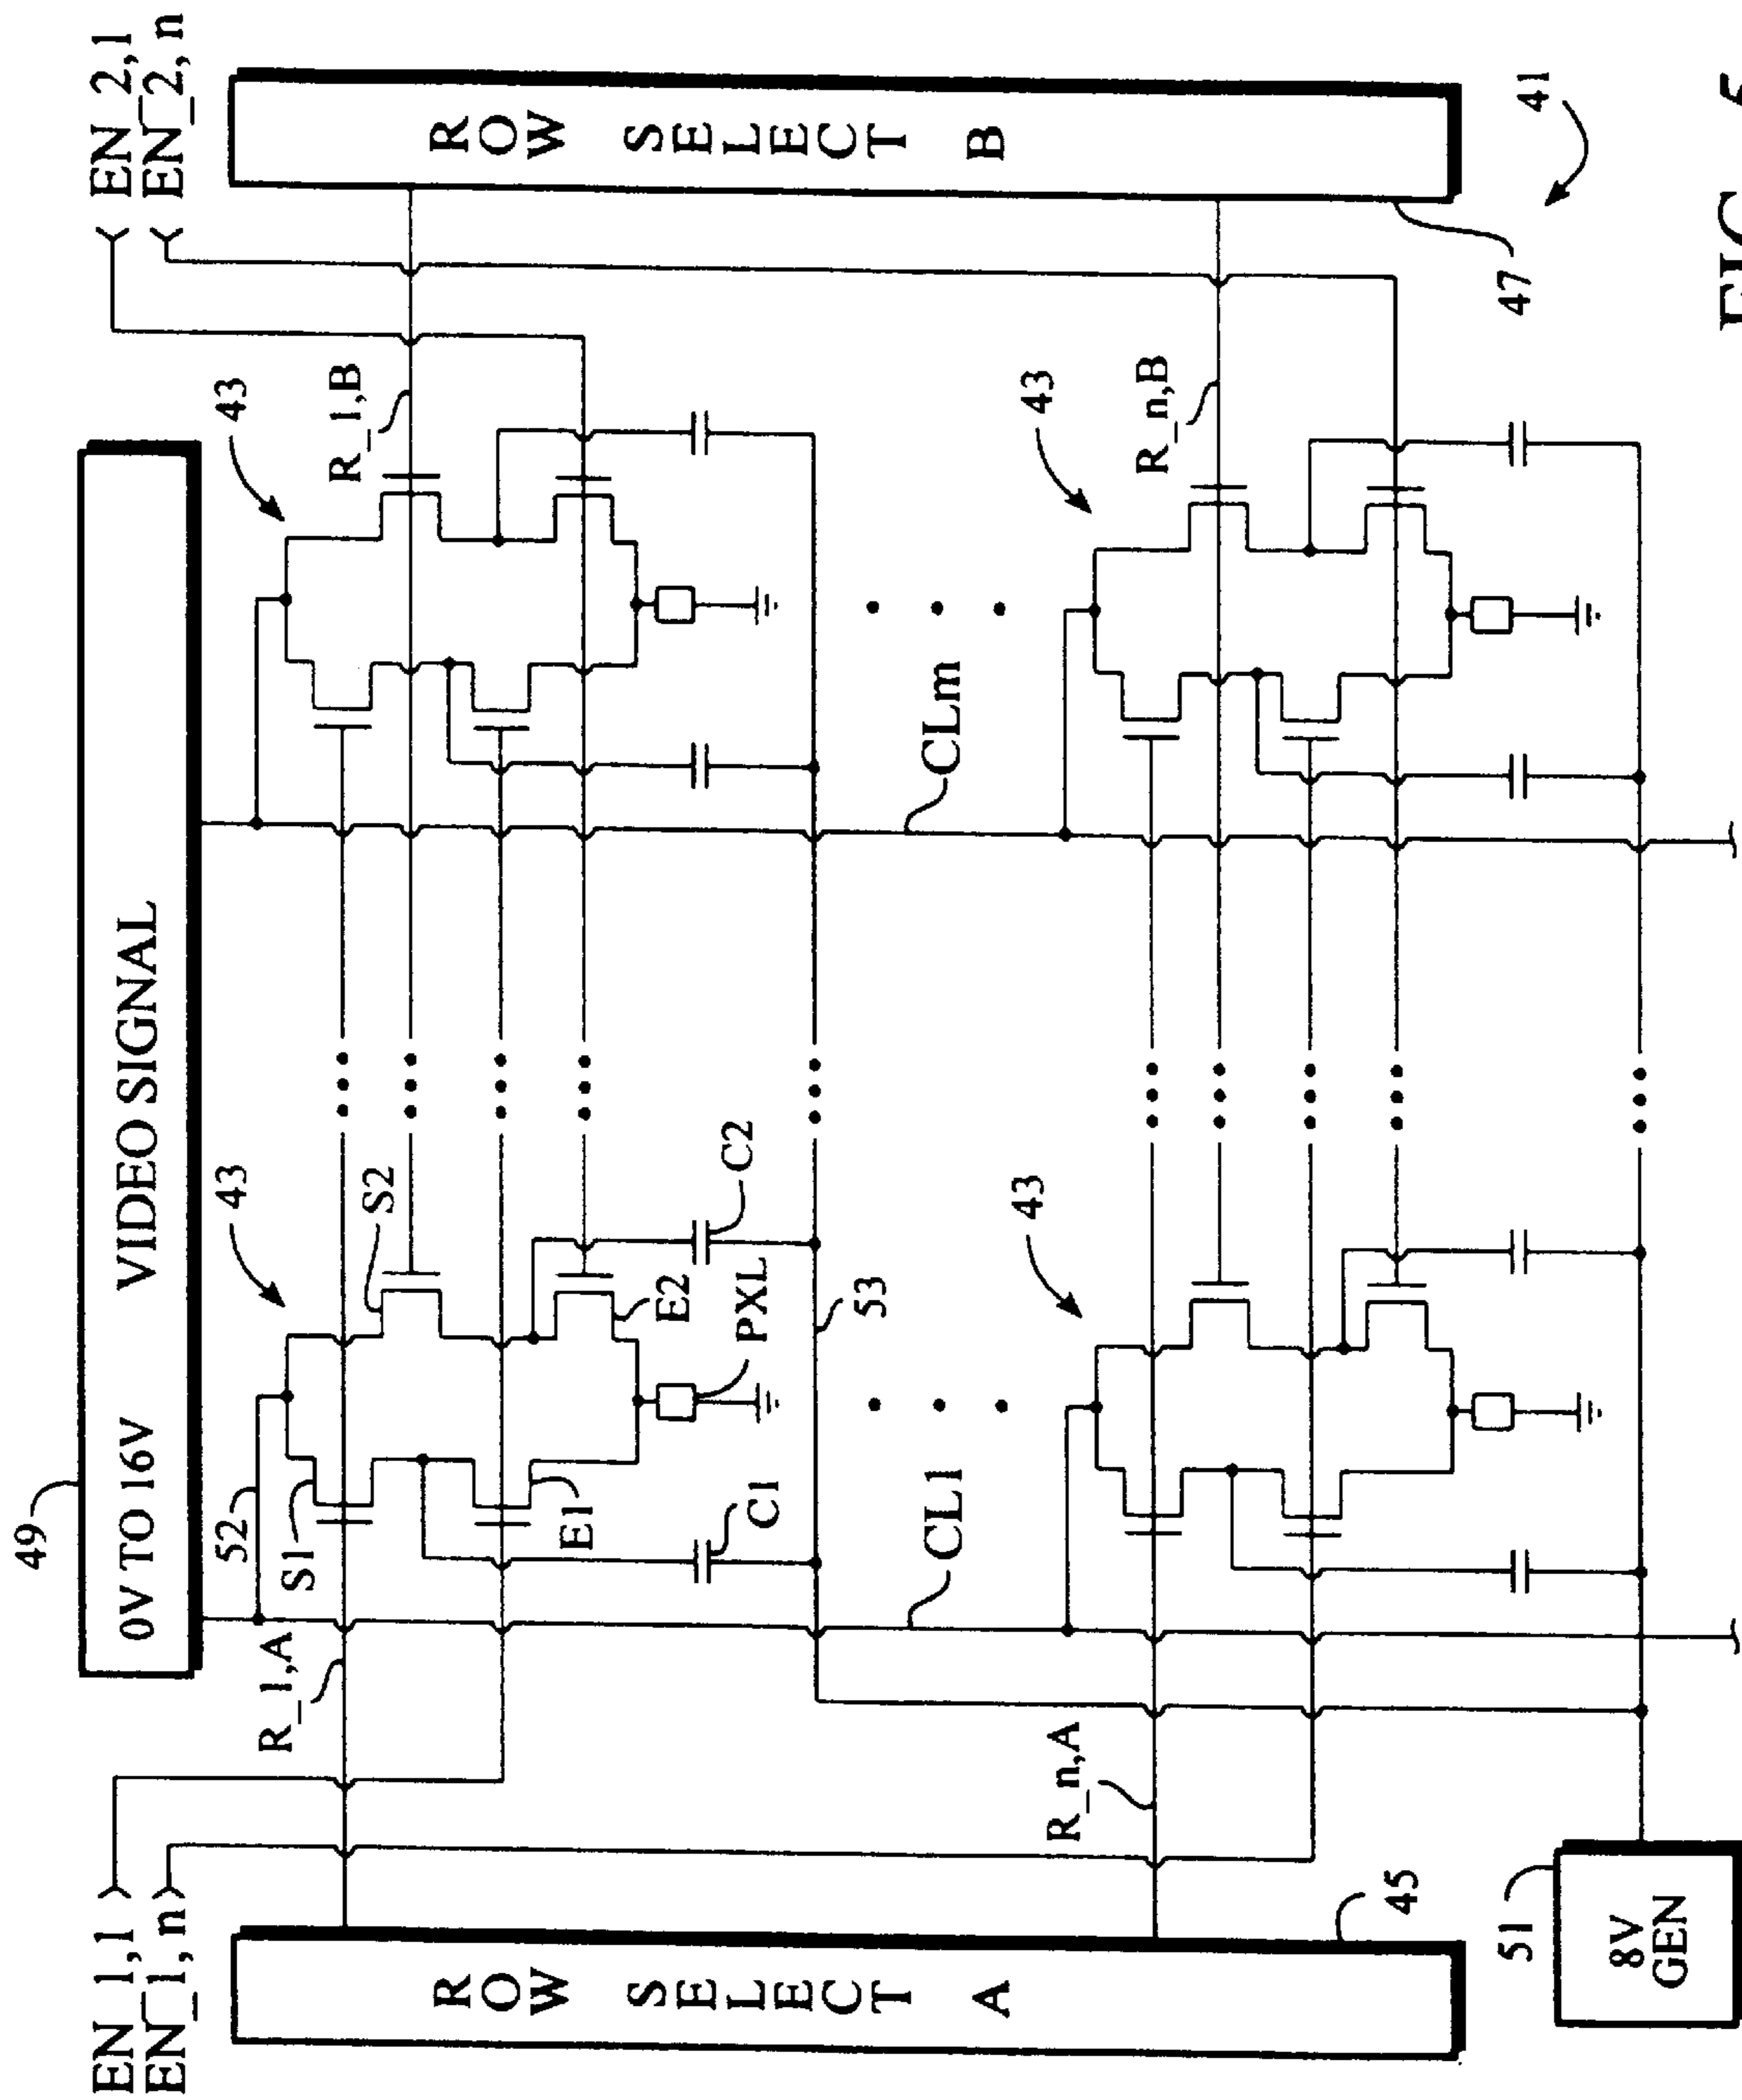 49
0V TO 16V VIDEO SIGNAL
EN_1,1
EN_1,n
EN_2,1
EN_2,n
ROW SELECT A
ROW SELECT B
R_1,A
52
S1
43
S2
43
R_1,B
E1
E2
C1
PXL
C2
53
CL1
CLm
R_n,A
43
43
R_n,B
45
47
41
51
8V
GEN